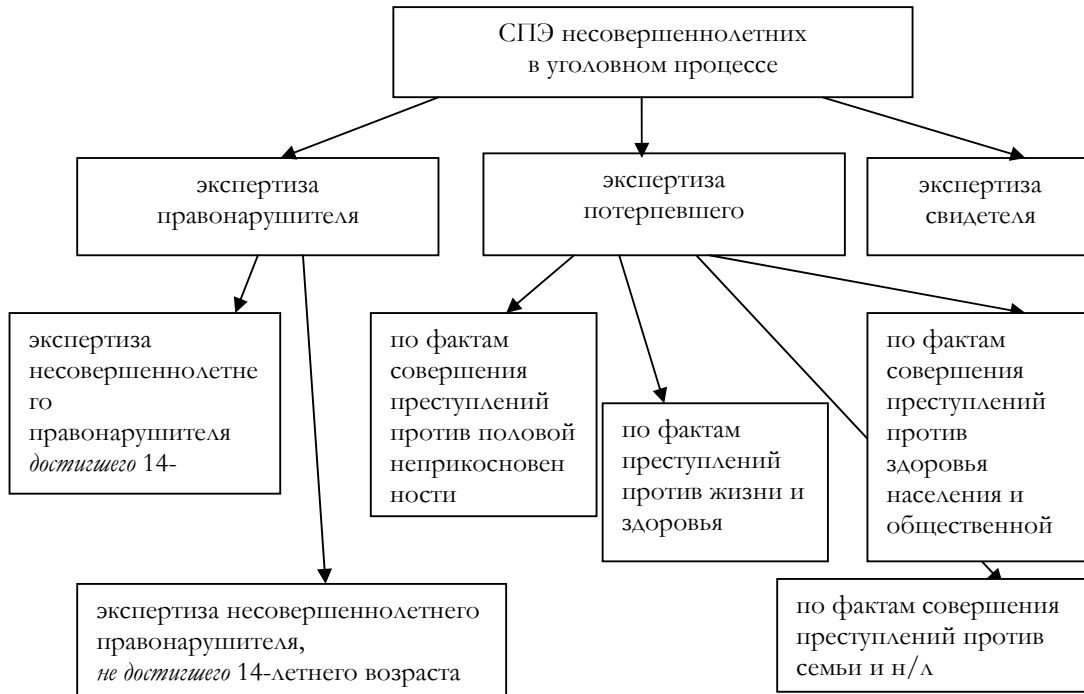 СПЭ несовершеннолетних
в уголовном процессе
экспертиза
правонарушителя
экспертиза
потерпевшего
экспертиза
свидетеля
экспертиза
несовершеннолетне
го
правонарушителя
достигшего 14-
по фактам
совершения
преступлений
против половой
неприкосновен
ности
по фактам
преступлений
против жизни и
здоровья
по фактам
совершения
преступлений
против
здоровья
населения и
общественной
экспертиза несовершеннолетнего
правонарушителя,
не достигшего 14-летнего возраста
по фактам совершения
преступлений против
семьи и н/л